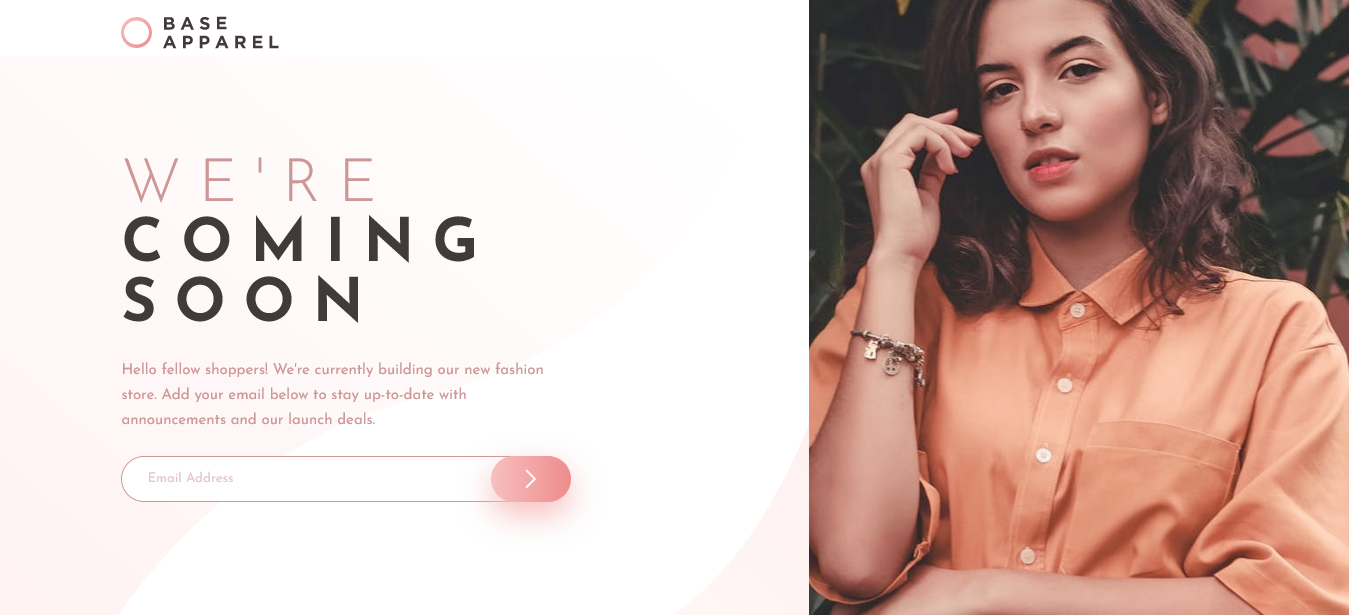 BASE
APPAREL
WE'RE
COMING
SOON
Hello fellow shoppers! We're currently building our new fashion
store. Add your email below to stay up-to-date with
announcements and our launch deals.
Email Address